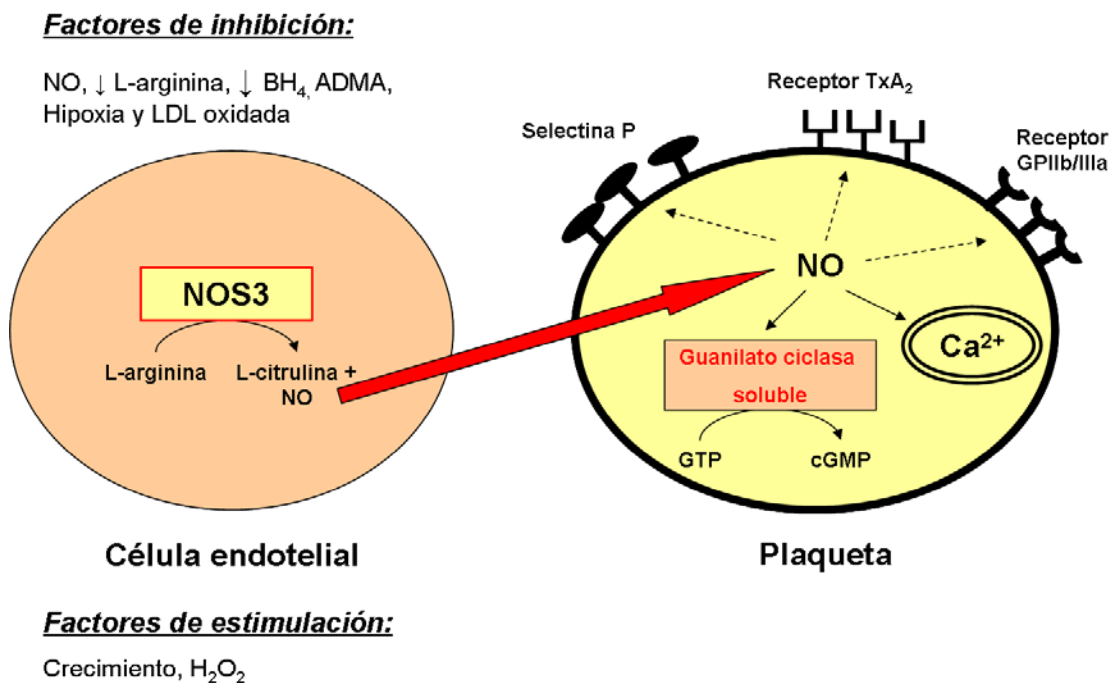 Factores de inhibición:
NO, ↓ L-arginina, ↓ BH₄, ADMA,
Hipoxia y LDL oxidada
Receptor TxA₂
Selectina P
Receptor
GPIIb/IIIa
NOS3
L-arginina
L-citrulina +
NO
NO
Ca²⁺
Guanilato ciclasa
soluble
GTP
cGMP
Célula endotelial
Plaqueta
Factores de estimulación:
Crecimiento, H₂O₂